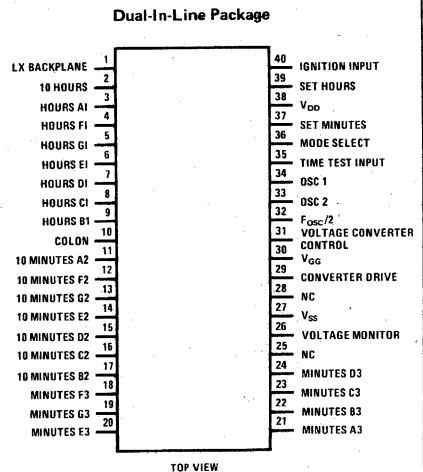 Dual-In-Line Package
1 LX BACKPLANE
2 10 HOURS
3 HOURS A1
4 HOURS F1
5 HOURS G1
6 HOURS E1
7 HOURS D1
8 HOURS C1
9 HOURS B1
10 COLON
11 10 MINUTES A2
12 10 MINUTES F2
13 10 MINUTES G2
14 10 MINUTES E2
15 10 MINUTES D2
16 10 MINUTES C2
17 10 MINUTES B2
18 MINUTES F3
19 MINUTES G3
20 MINUTES E3
40 IGNITION INPUT
39 SET HOURS
38 VDD
37 SET MINUTES
36 MODE SELECT
35 TIME TEST INPUT
34 OSC 1
33 OSC 2
32 FOSC/2
31 VOLTAGE CONVERTER
CONTROL
30 VGG
29 CONVERTER DRIVE
28 NC
27 VSS
26 VOLTAGE MONITOR
25 NC
24 MINUTES D3
23 MINUTES C3
22 MINUTES B3
21 MINUTES A3
TOP VIEW